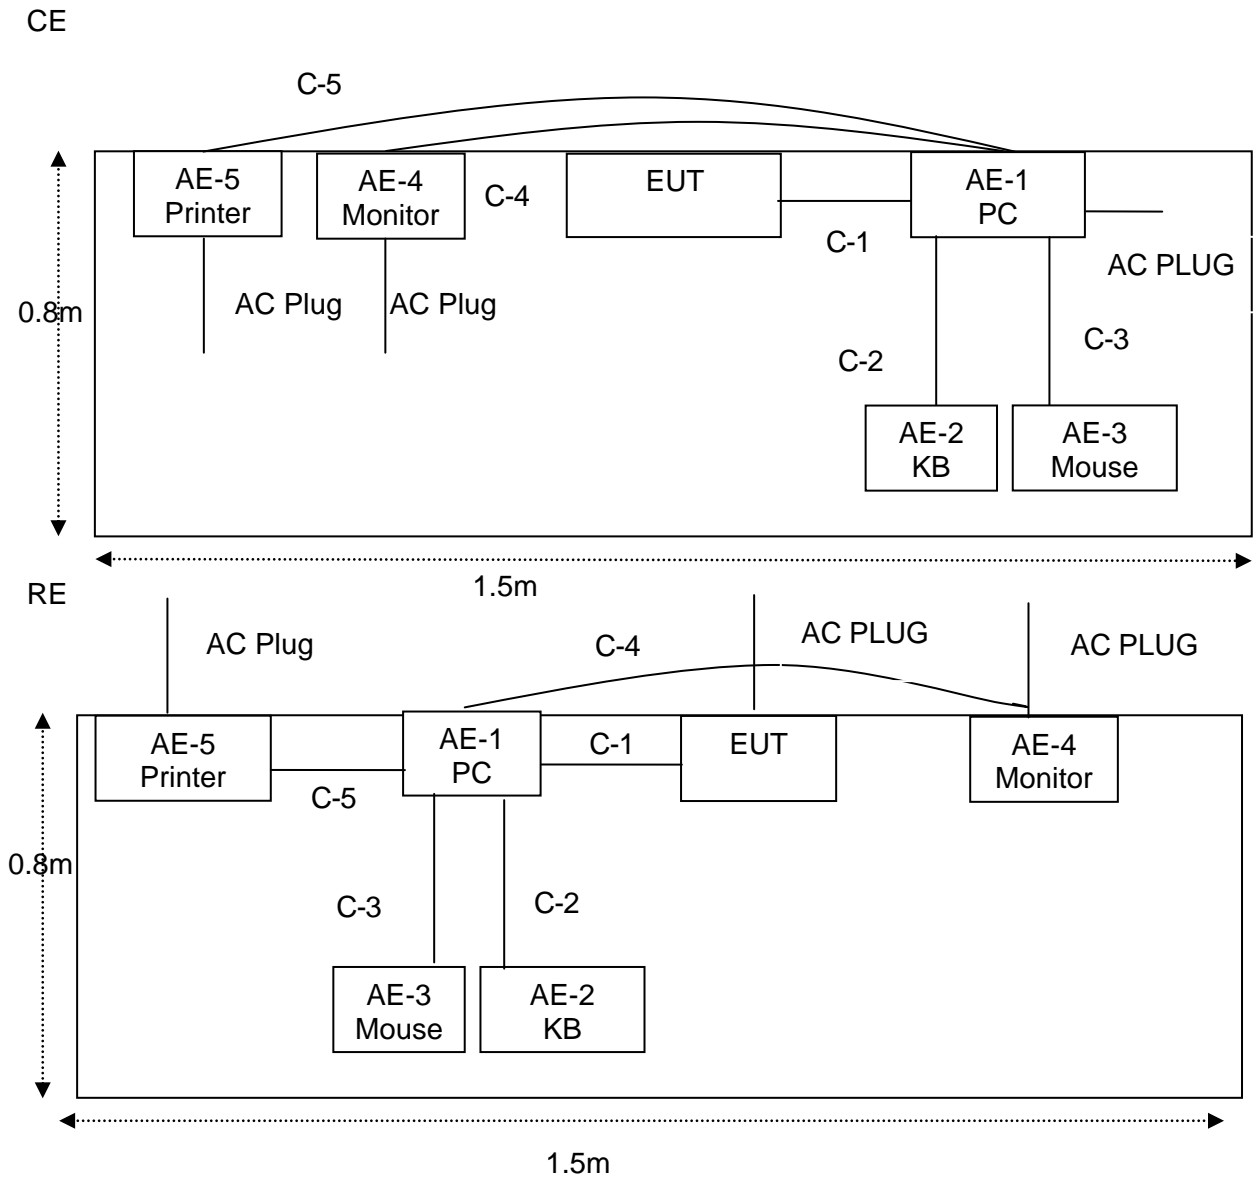 CE
C-5
AE-5
Printer
AE-4
Monitor
C-4
EUT
C-1
AE-1
PC
AC PLUG
AC Plug
AC Plug
0.8m
C-2
C-3
AE-2
KB
AE-3
Mouse
1.5m
RE
AC Plug
C-4
AC PLUG
AC PLUG
AE-5
Printer
C-5
AE-1
PC
C-1
EUT
AE-4
Monitor
0.8m
C-3
C-2
AE-3
Mouse
AE-2
KB
1.5m